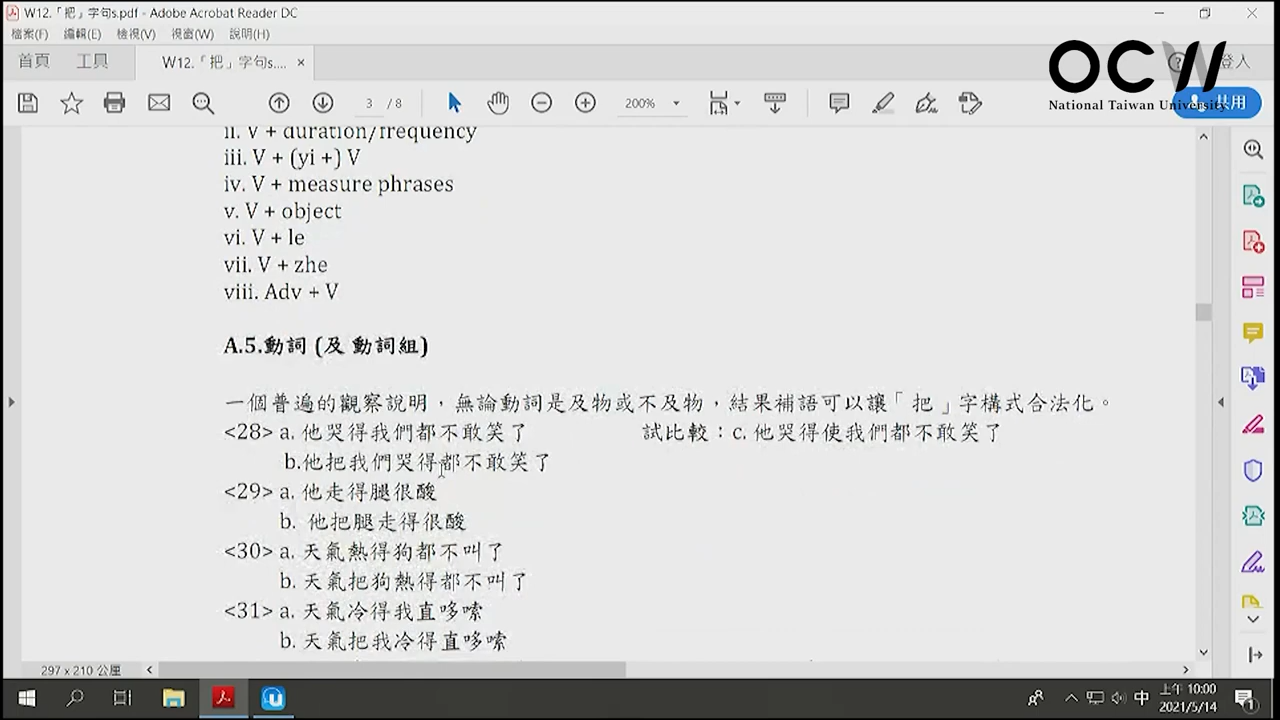 W12.「把」字句s.pdf - Adobe Acrobat Reader DC
檔案(F) 編輯(E) 檢視(V) 視窗(W) 說明(H)
首頁 工具 W12.「把」字句s.... × 登入
OCW
National Taiwan University
3 / 8 200% 共用
ii. V + duration/frequency
iii. V + (yi +) V
iv. V + measure phrases
v. V + object
vi. V + le
vii. V + zhe
viii. Adv + V
A.5.動詞 (及 動詞組)
一個普遍的觀察說明，無論動詞是及物或不及物，結果補語可以讓「 把 」字構式合法化。
<28> a. 他哭得我們都不敢笑了 試比較：c. 他哭得使我們都不敢笑了
b.他把我們哭得都不敢笑了
<29> a. 他走得腿很酸
b. 他把腿走得很酸
<30> a. 天氣熱得狗都不叫了
b. 天氣把狗熱得都不叫了
<31> a. 天氣冷得我直哆嗦
b. 天氣把我冷得直哆嗦
297 x 210 公厘
中 上午 10:00
2021/5/14 1